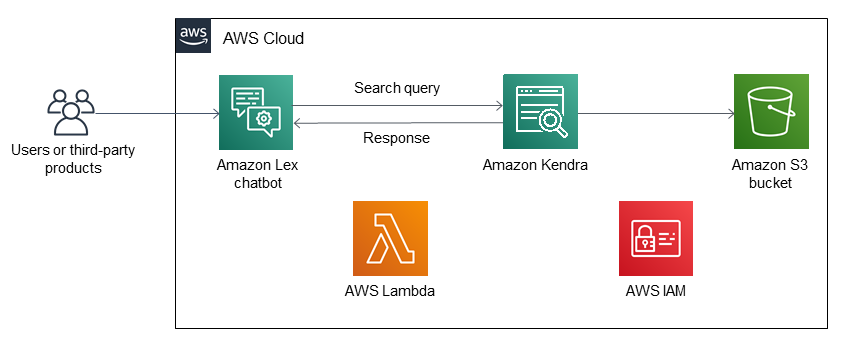 aws
AWS Cloud
Search query
Response
Users or third-party
products
Amazon Lex
chatbot
Amazon Kendra
Amazon S3
bucket
AWS Lambda
AWS IAM